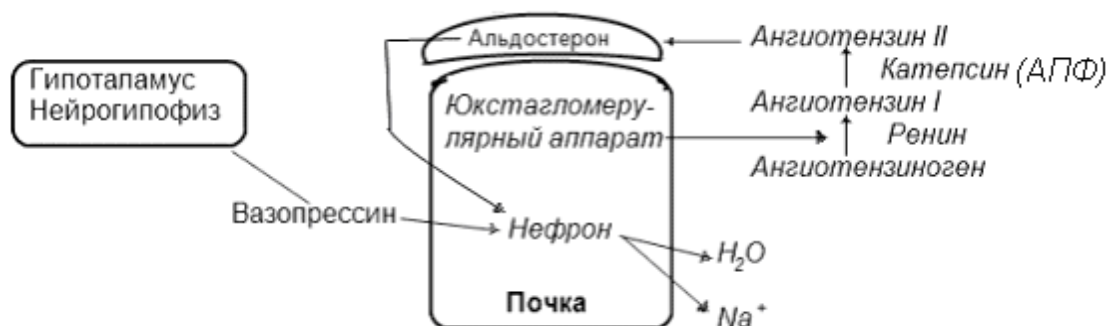 Альдостерон
Ангиотензин II
Катепсин (АПФ)
Гипоталамус
Нейрогипофиз
Юкстагломеру-
лярный аппарат
Ангиотензин I
Ренин
Ангиотензиноген
Вазопрессин
Нефрон
H₂O
Почка
Na⁺